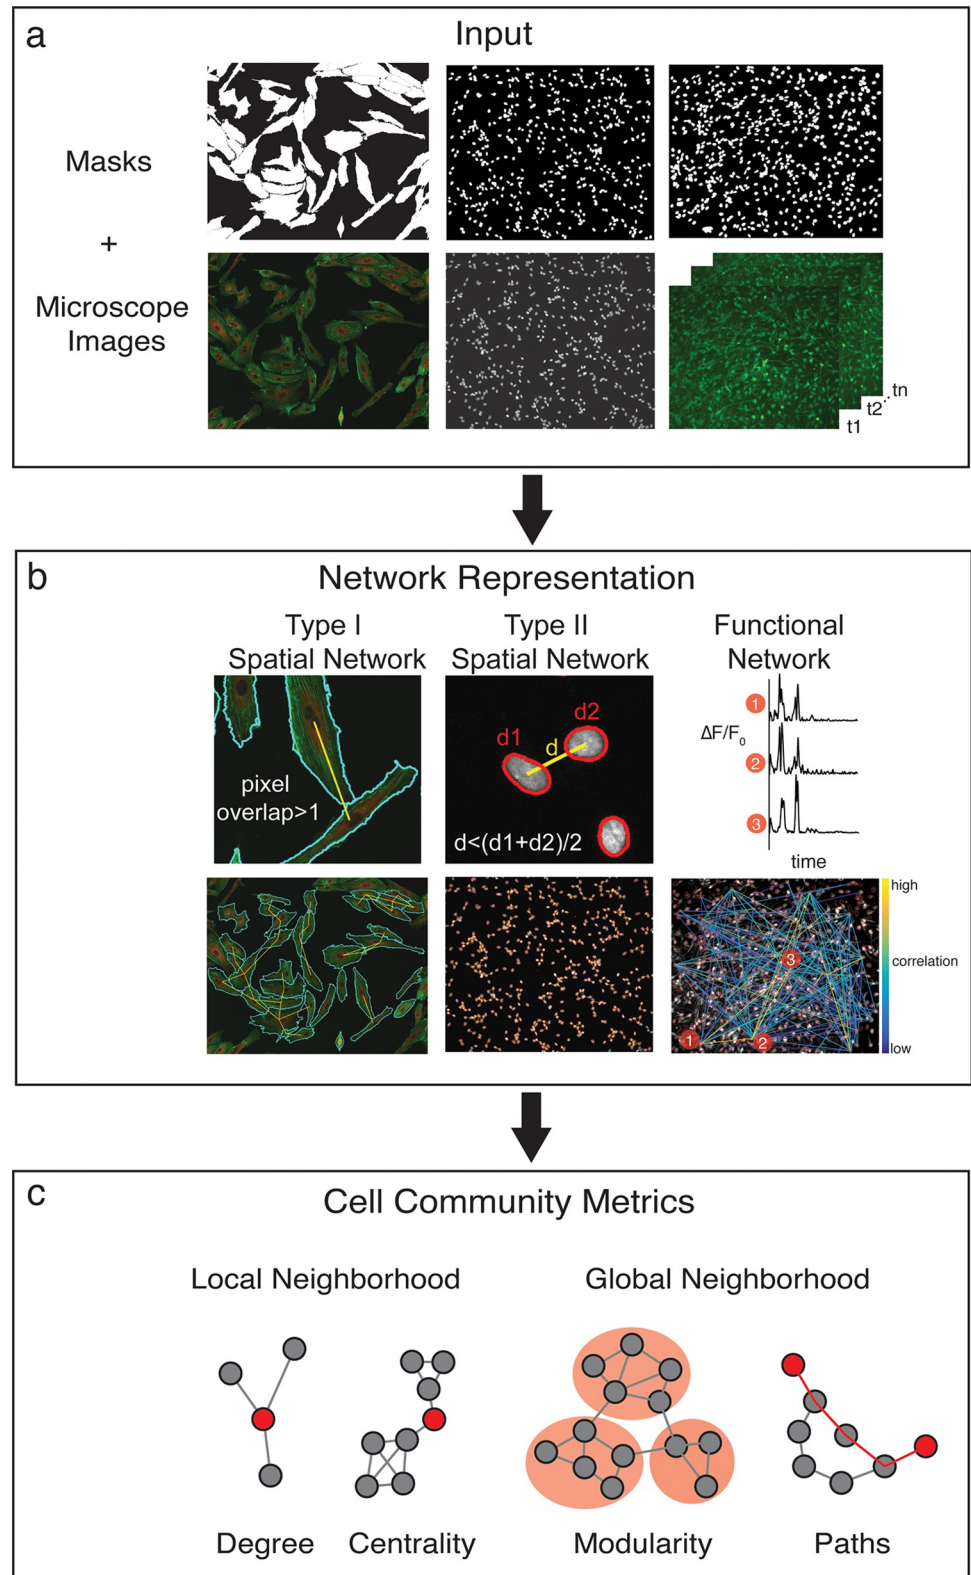 a
Input
Masks
+
Microscope
Images
t1
t2
tn
b
Network Representation
Type I
Spatial Network
Type II
Spatial Network
Functional
Network
pixel
overlap>1
d1
d
d2
d<(d1+d2)/2
1
ΔF/F0
2
3
time
high
correlation
low
3
1
2
c
Cell Community Metrics
Local Neighborhood
Global Neighborhood
Degree
Centrality
Modularity
Paths